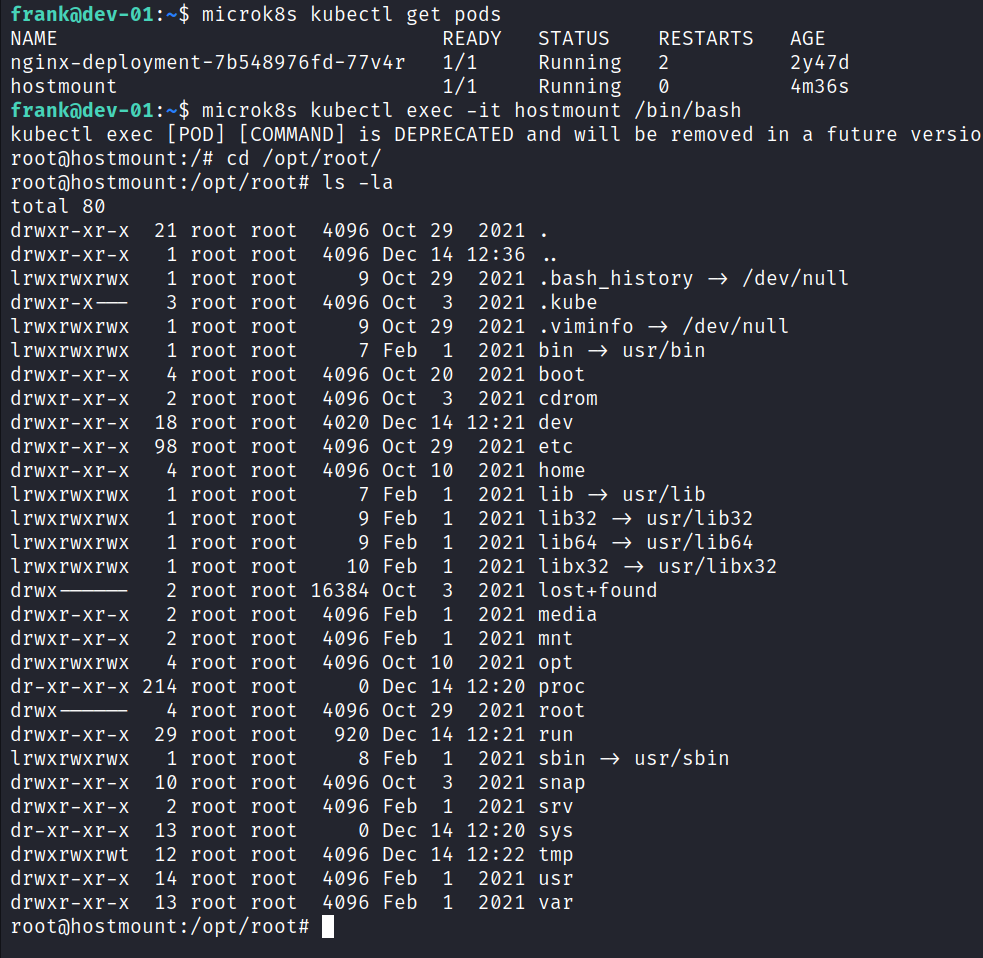 frank@dev-01:~$ microk8s kubectl get pods
NAME                                READY   STATUS    RESTARTS   AGE
nginx-deployment-7b548976fd-77v4r   1/1     Running   2          2y47d
hostmount                           1/1     Running   0          4m36s
frank@dev-01:~$ microk8s kubectl exec -it hostmount /bin/bash
kubectl exec [POD] [COMMAND] is DEPRECATED and will be removed in a future versio
root@hostmount:/# cd /opt/root/
root@hostmount:/opt/root# ls -la
total 80
drwxr-xr-x  21 root root  4096 Oct 29  2021 .
drwxr-xr-x   1 root root  4096 Dec 14 12:36 ..
lrwxrwxrwx   1 root root     9 Oct 29  2021 .bash_history -> /dev/null
drwxr-x---   3 root root  4096 Oct  3  2021 .kube
lrwxrwxrwx   1 root root     9 Oct 29  2021 .viminfo -> /dev/null
lrwxrwxrwx   1 root root     7 Feb  1  2021 bin -> usr/bin
drwxr-xr-x   4 root root  4096 Oct 20  2021 boot
drwxr-xr-x   2 root root  4096 Oct  3  2021 cdrom
drwxr-xr-x  18 root root  4020 Dec 14 12:21 dev
drwxr-xr-x  98 root root  4096 Oct 29  2021 etc
drwxr-xr-x   4 root root  4096 Oct 10  2021 home
lrwxrwxrwx   1 root root     7 Feb  1  2021 lib -> usr/lib
lrwxrwxrwx   1 root root     9 Feb  1  2021 lib32 -> usr/lib32
lrwxrwxrwx   1 root root     9 Feb  1  2021 lib64 -> usr/lib64
lrwxrwxrwx   1 root root    10 Feb  1  2021 libx32 -> usr/libx32
drwx------   2 root root 16384 Oct  3  2021 lost+found
drwxr-xr-x   2 root root  4096 Feb  1  2021 media
drwxr-xr-x   2 root root  4096 Feb  1  2021 mnt
drwxrwxrwx   4 root root  4096 Oct 10  2021 opt
dr-xr-xr-x 214 root root     0 Dec 14 12:20 proc
drwx------   4 root root  4096 Oct 29  2021 root
drwxr-xr-x  29 root root   920 Dec 14 12:21 run
lrwxrwxrwx   1 root root     8 Feb  1  2021 sbin -> usr/sbin
drwxr-xr-x  10 root root  4096 Oct  3  2021 snap
drwxr-xr-x   2 root root  4096 Feb  1  2021 srv
dr-xr-xr-x  13 root root     0 Dec 14 12:20 sys
drwxrwxrwt  12 root root  4096 Dec 14 12:22 tmp
drwxr-xr-x  14 root root  4096 Feb  1  2021 usr
drwxr-xr-x  13 root root  4096 Feb  1  2021 var
root@hostmount:/opt/root#